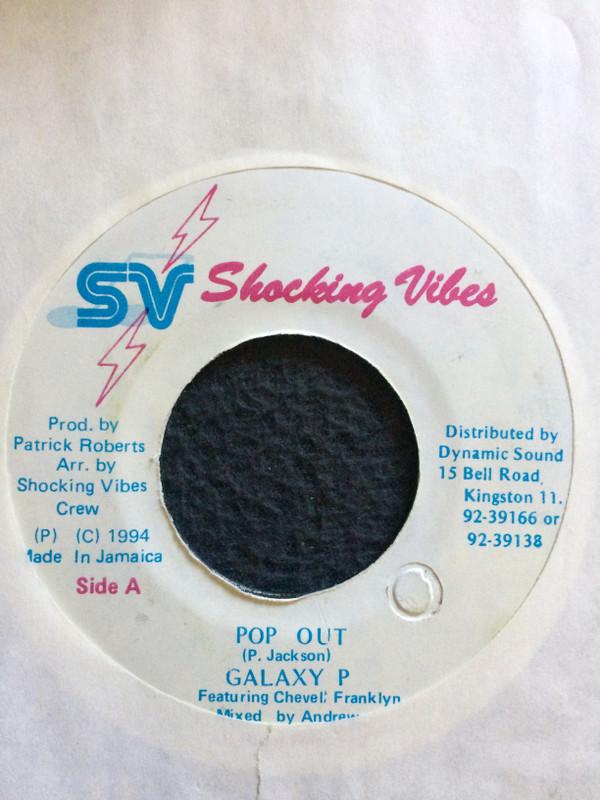 SV Shocking Vibes
Prod. by
Patrick Roberts
Arr. by
Shocking Vibes
Crew
(P) (C) 1994
Made In Jamaica
Side A
Distributed by
Dynamic Sound
15 Bell Road,
Kingston 11.
92-39166 or
92-39138
POP OUT
(P. Jackson)
GALAXY P
Featuring Chevell Franklyn
Mixed by Andrew